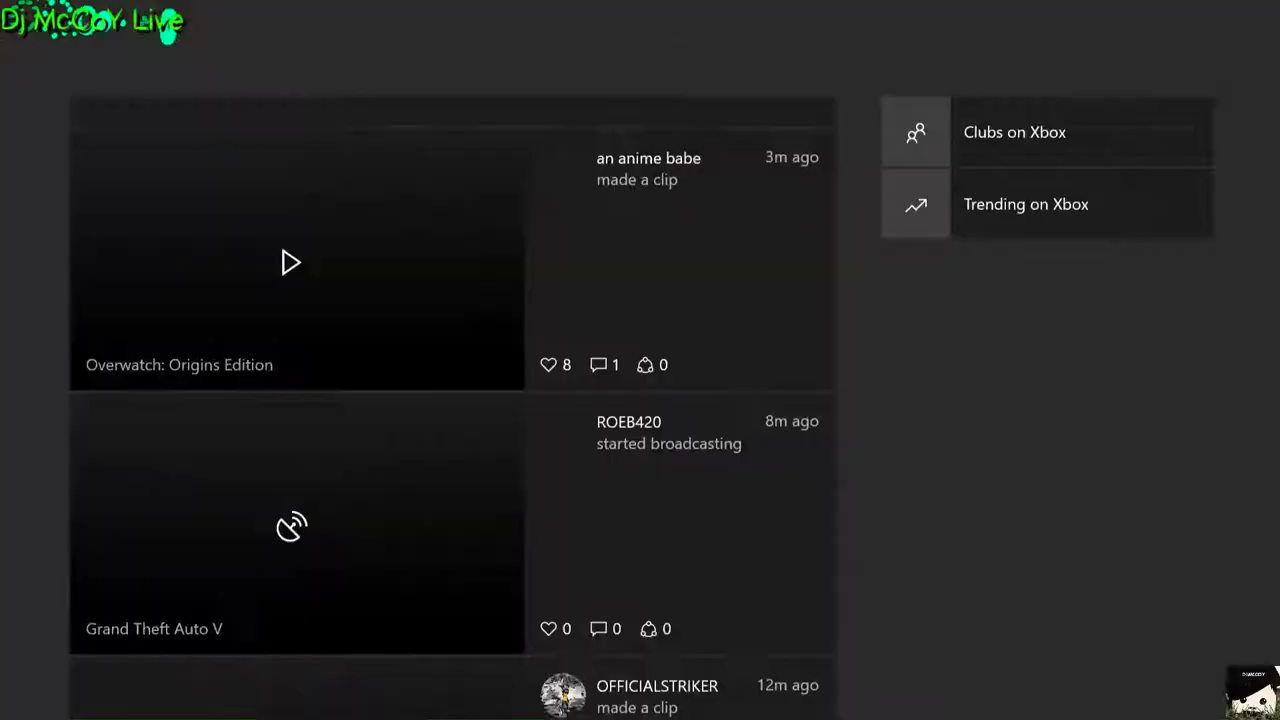 Dj McCoY Live
an anime babe
3m ago
made a clip
Overwatch: Origins Edition
8
1
0
ROEB420
8m ago
started broadcasting
Grand Theft Auto V
0
0
0
OFFICIALSTRIKER
12m ago
made a clip
Clubs on Xbox
Trending on Xbox
DJMCCOY